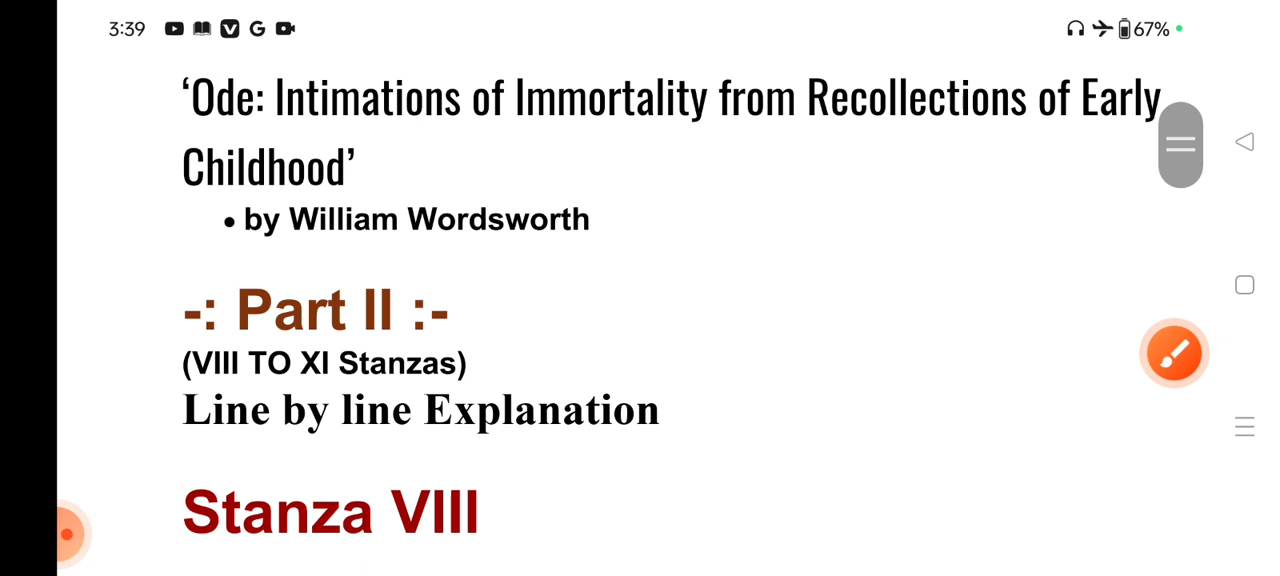 3:39 67%
‘Ode: Intimations of Immortality from Recollections of Early
Childhood’
• by William Wordsworth
-: Part II :-
(VIII TO XI Stanzas)
Line by line Explanation
Stanza VIII